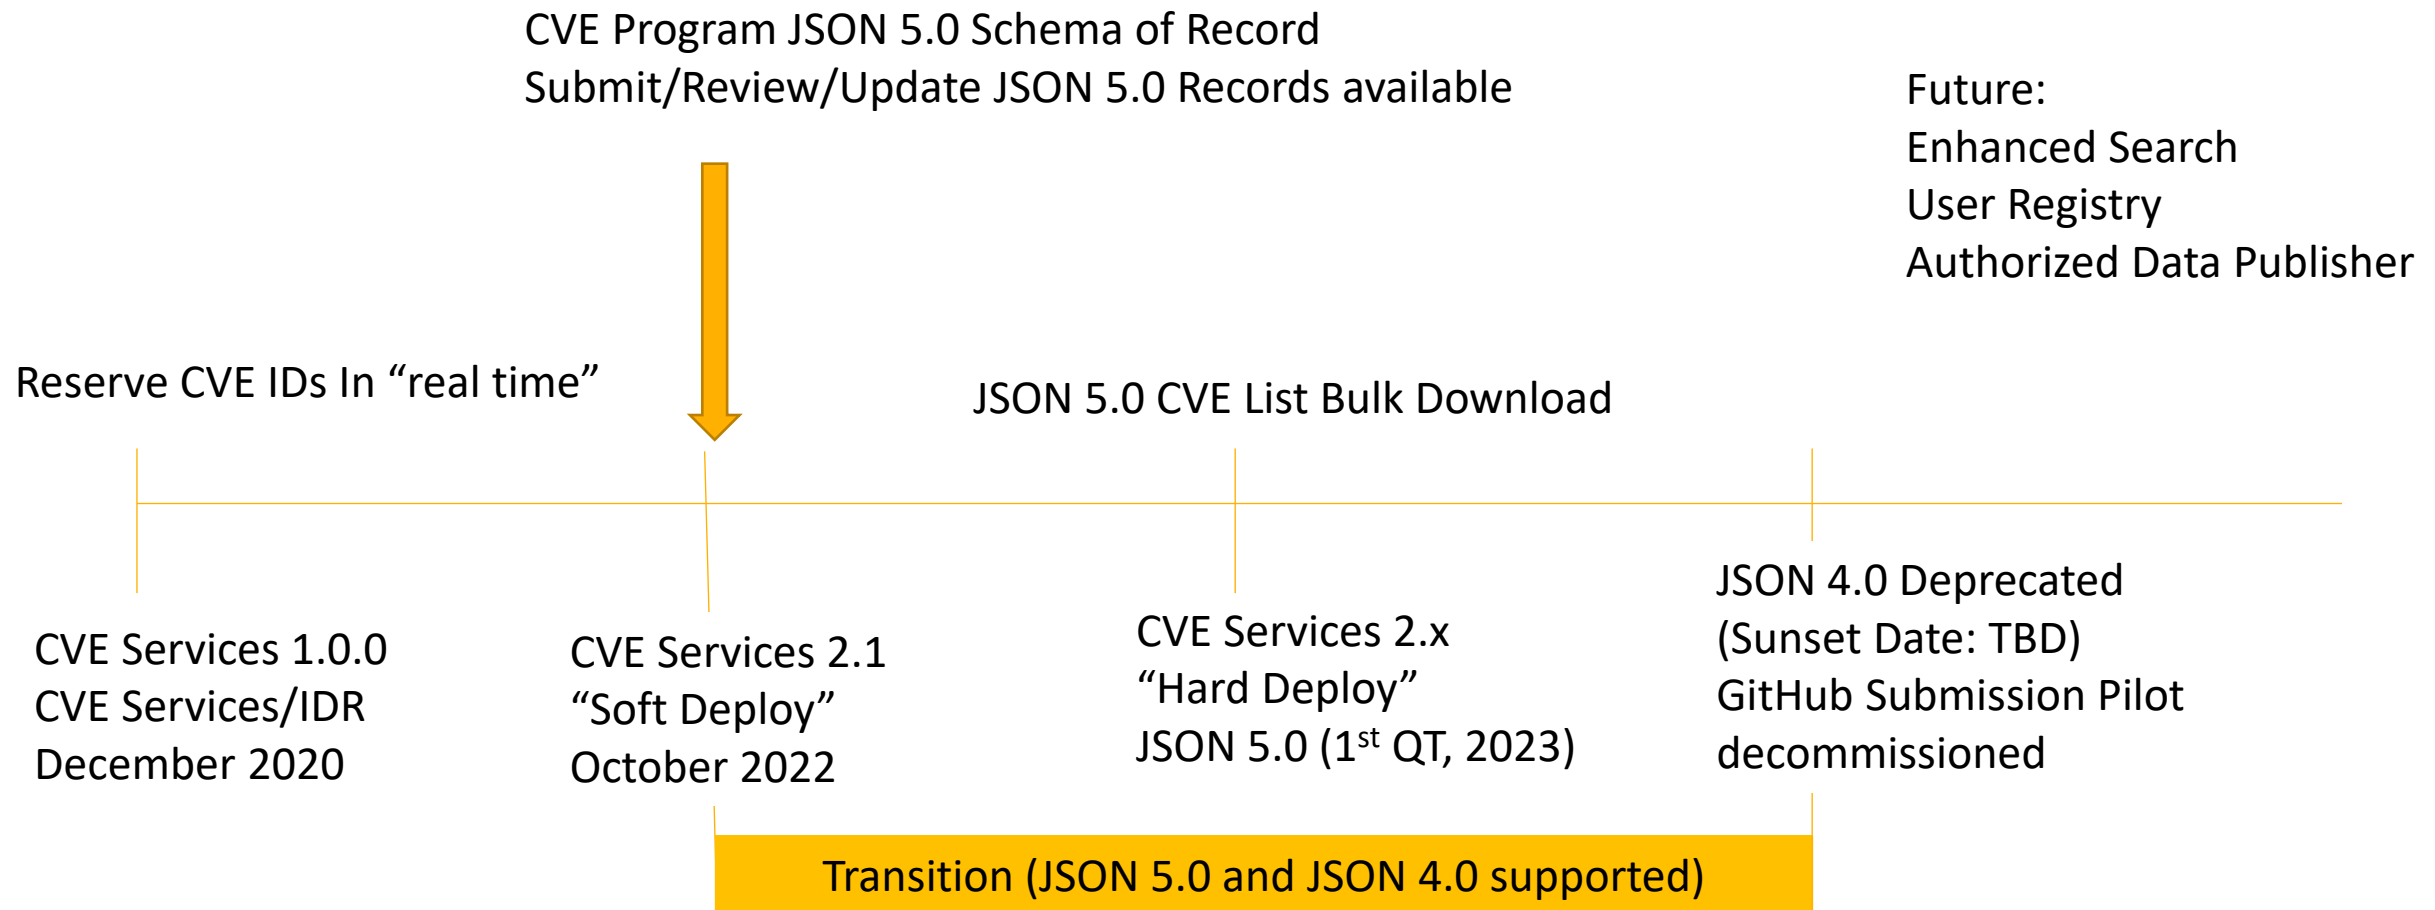 CVE Program JSON 5.0 Schema of Record
Submit/Review/Update JSON 5.0 Records available
Future:
Enhanced Search
User Registry
Authorized Data Publisher
Reserve CVE IDs In “real time”
JSON 5.0 CVE List Bulk Download
CVE Services 1.0.0
CVE Services/IDR
December 2020
CVE Services 2.1
“Soft Deploy”
October 2022
CVE Services 2.x
“Hard Deploy”
JSON 5.0 (1st QT, 2023)
JSON 4.0 Deprecated
(Sunset Date: TBD)
GitHub Submission Pilot
decommissioned
Transition (JSON 5.0 and JSON 4.0 supported)